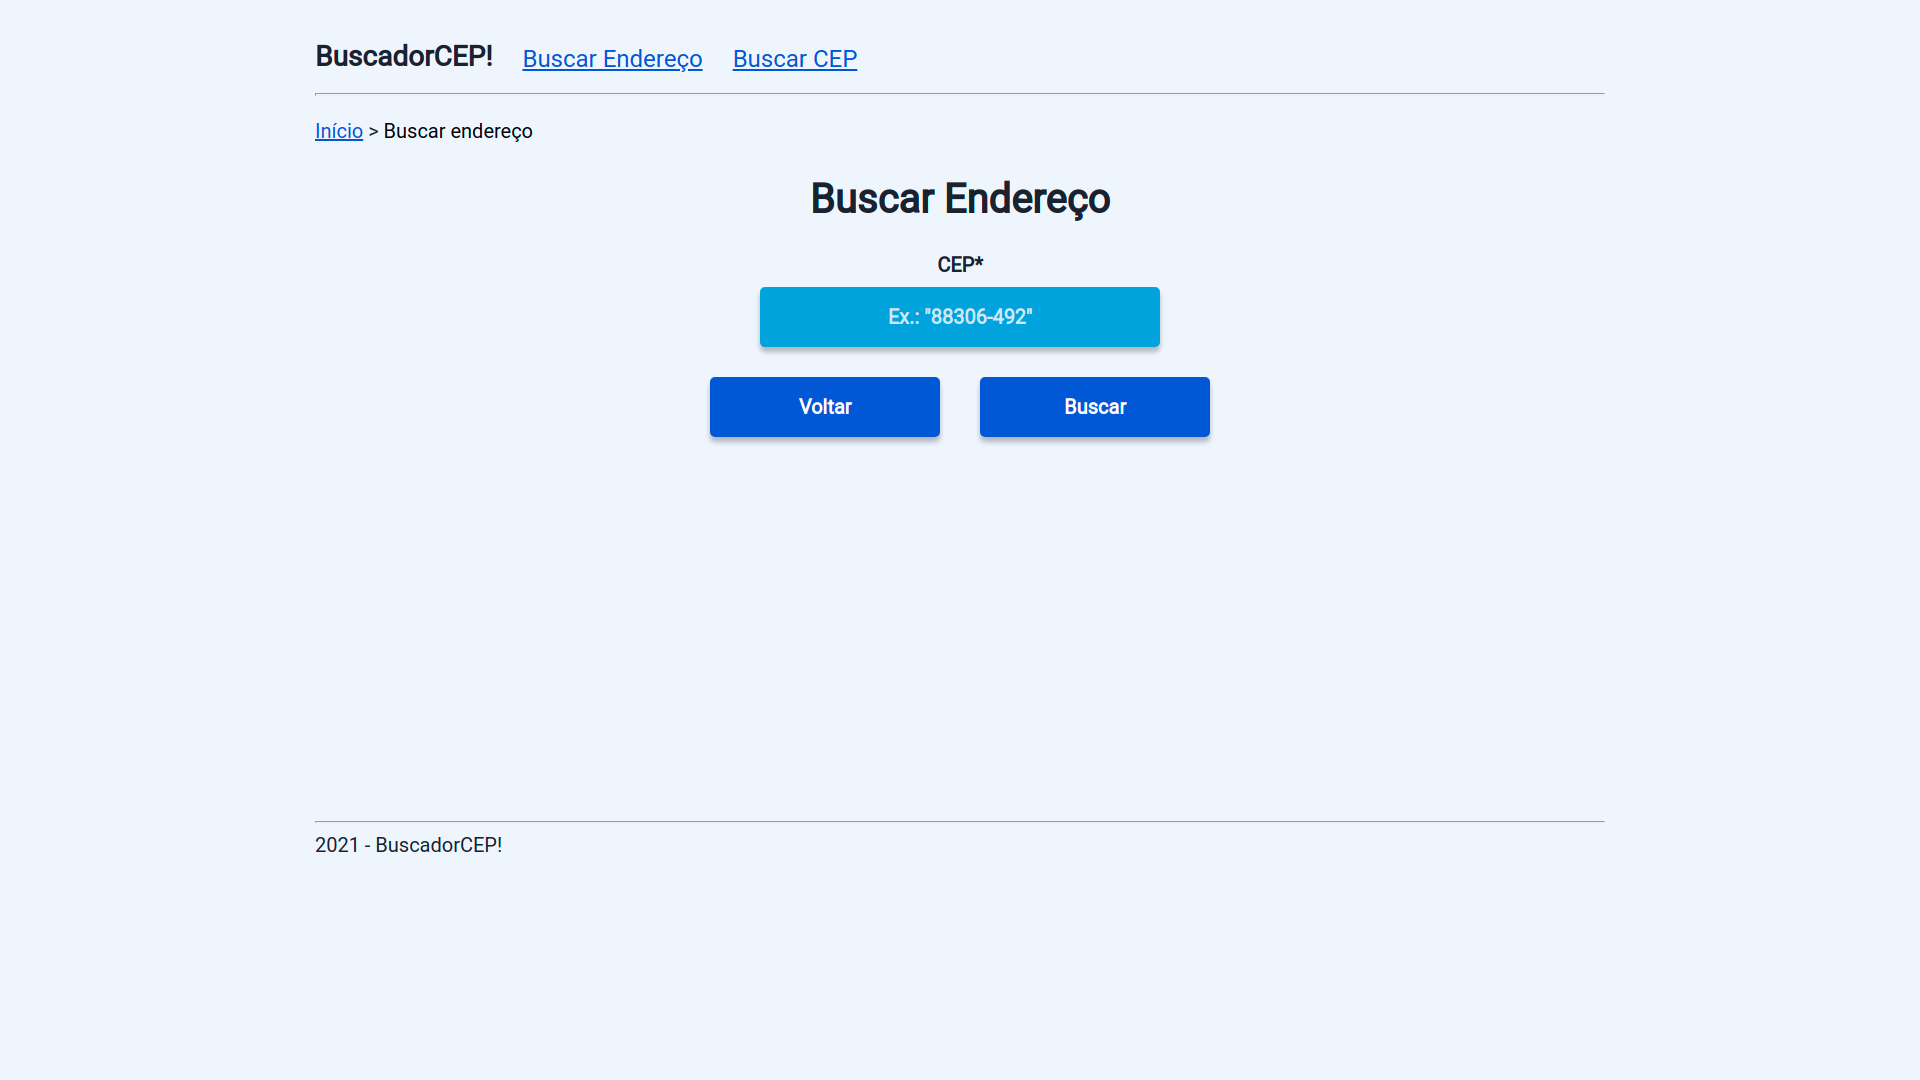 BuscadorCEP! Buscar Endereço Buscar CEP
Início > Buscar endereço
Buscar Endereço
CEP*
Ex.: "88306-492"
Voltar Buscar
2021 - BuscadorCEP!